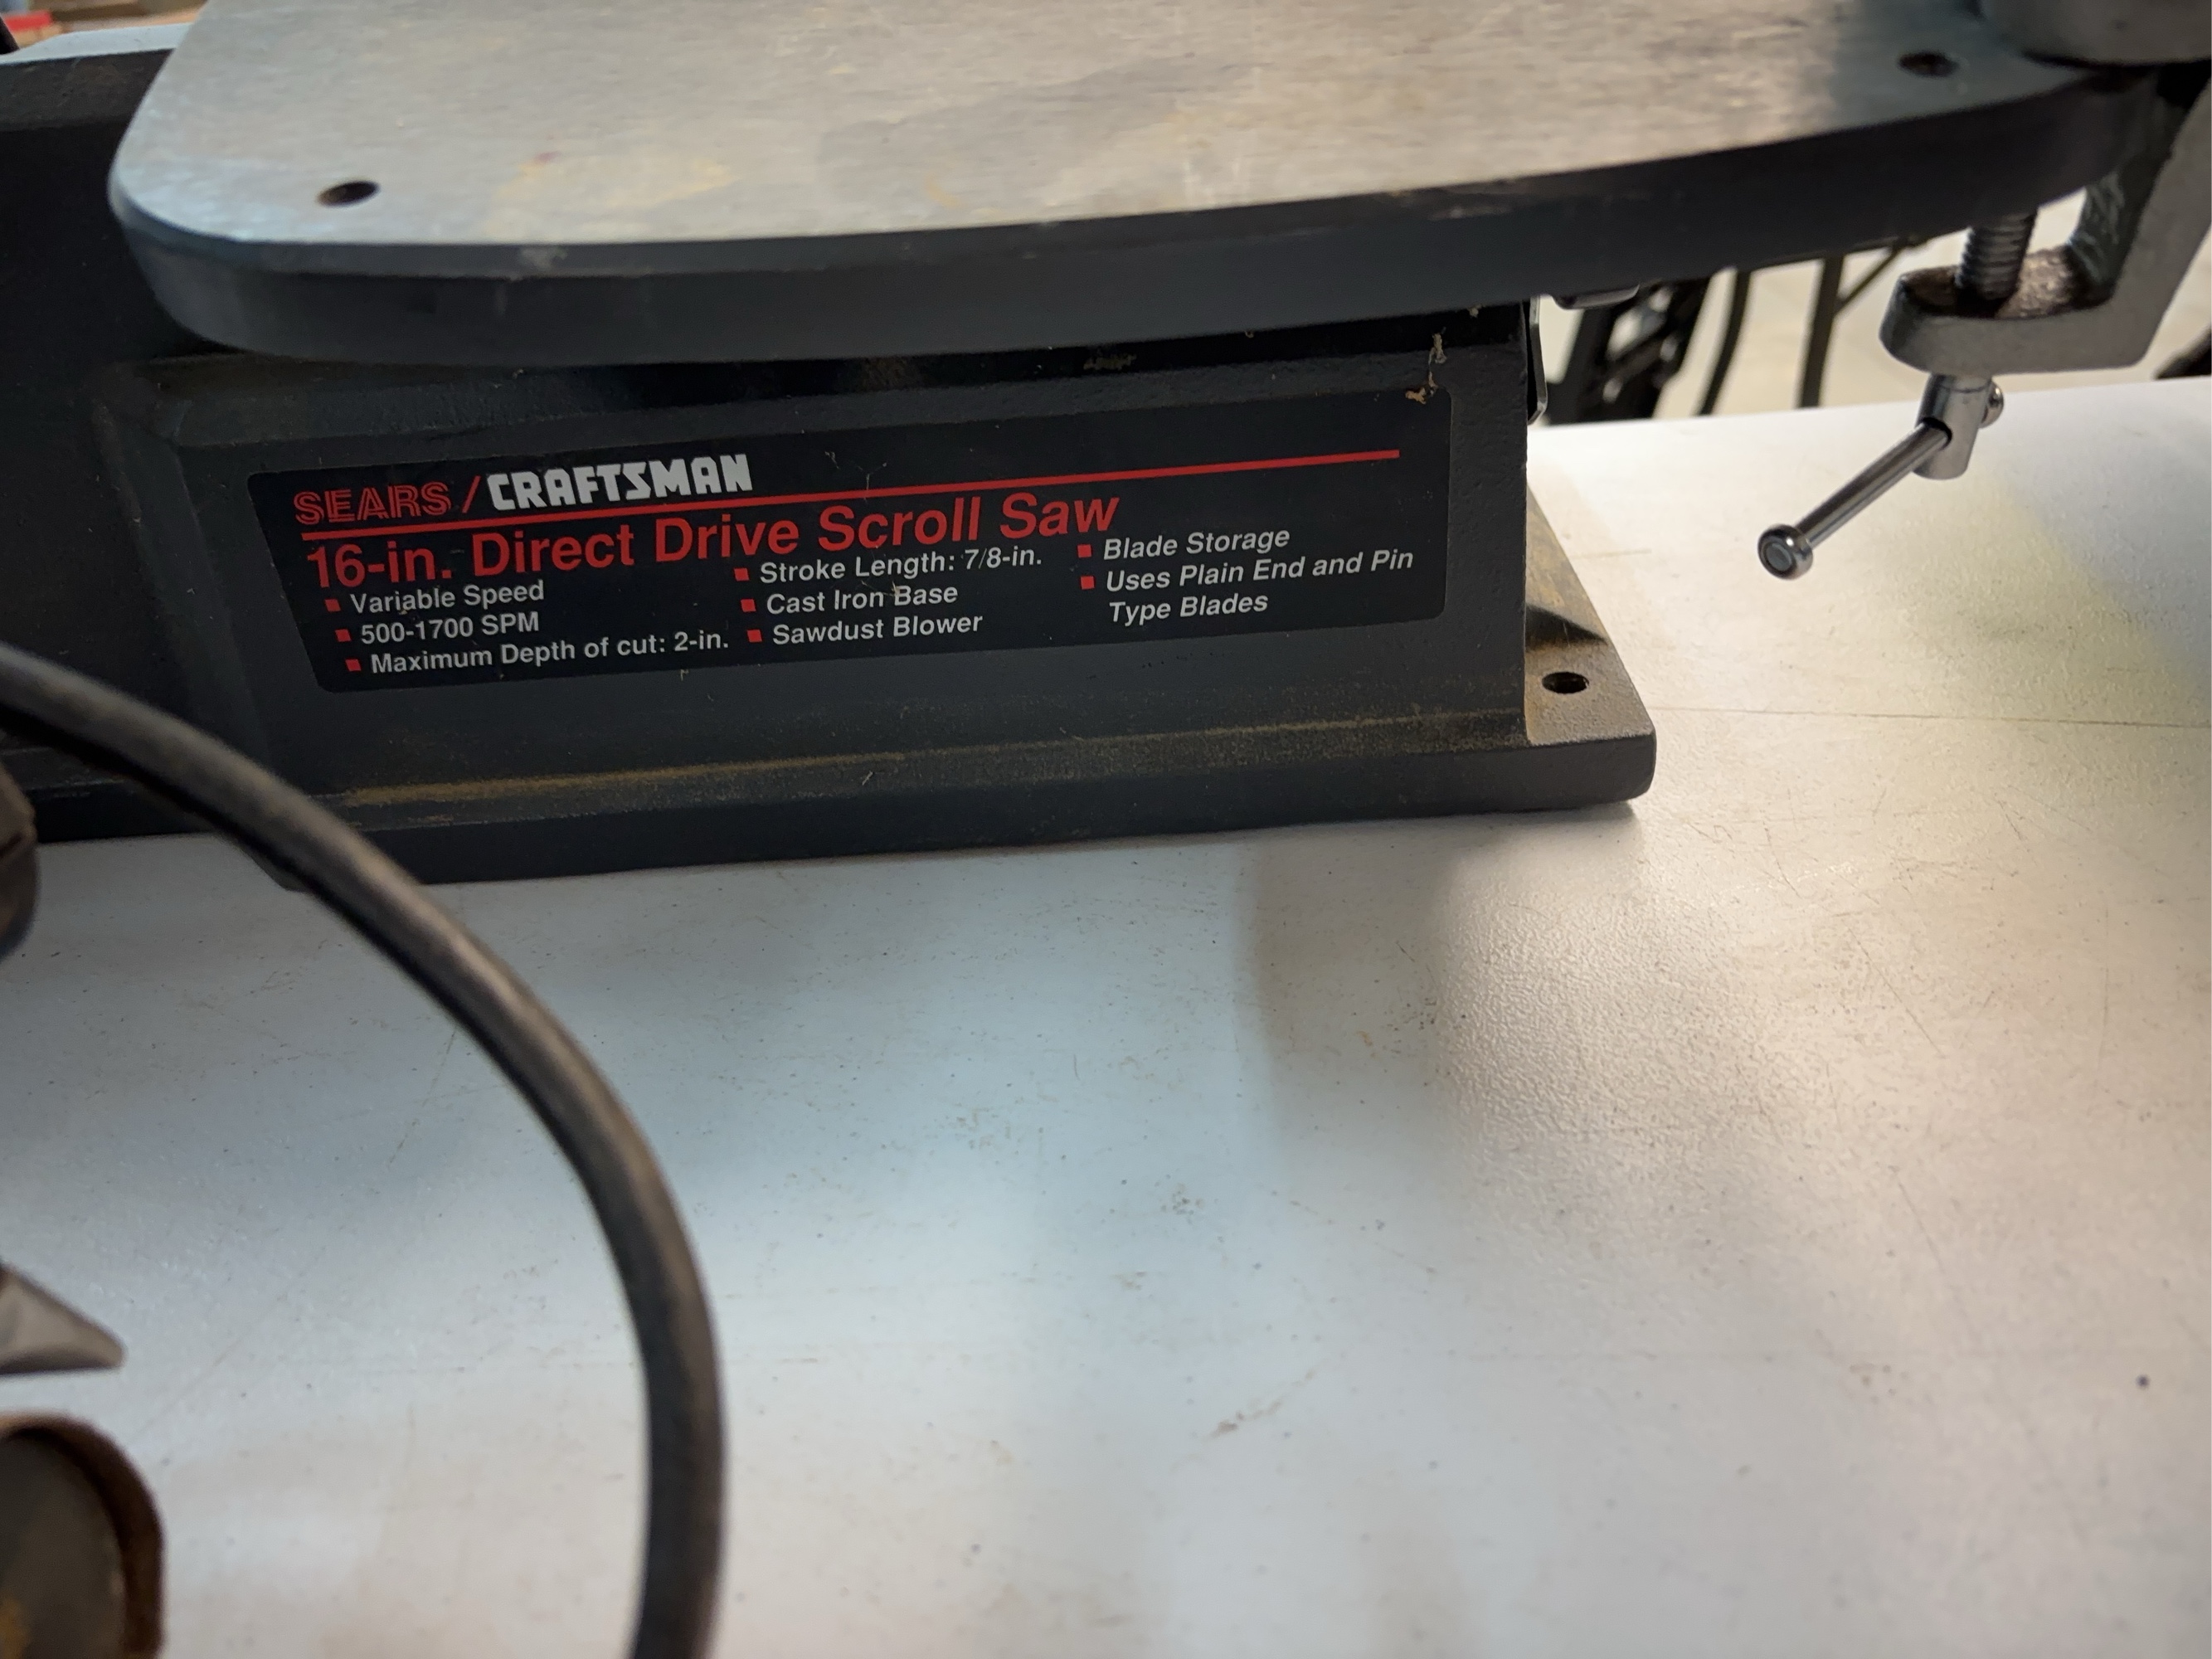 SEARS / CRAFTSMAN
16-in. Direct Drive Scroll Saw
Variable Speed
500-1700 SPM
Maximum Depth of cut: 2-in.
Stroke Length: 7/8-in.
Cast Iron Base
Sawdust Blower
Blade Storage
Uses Plain End and Pin
Type Blades